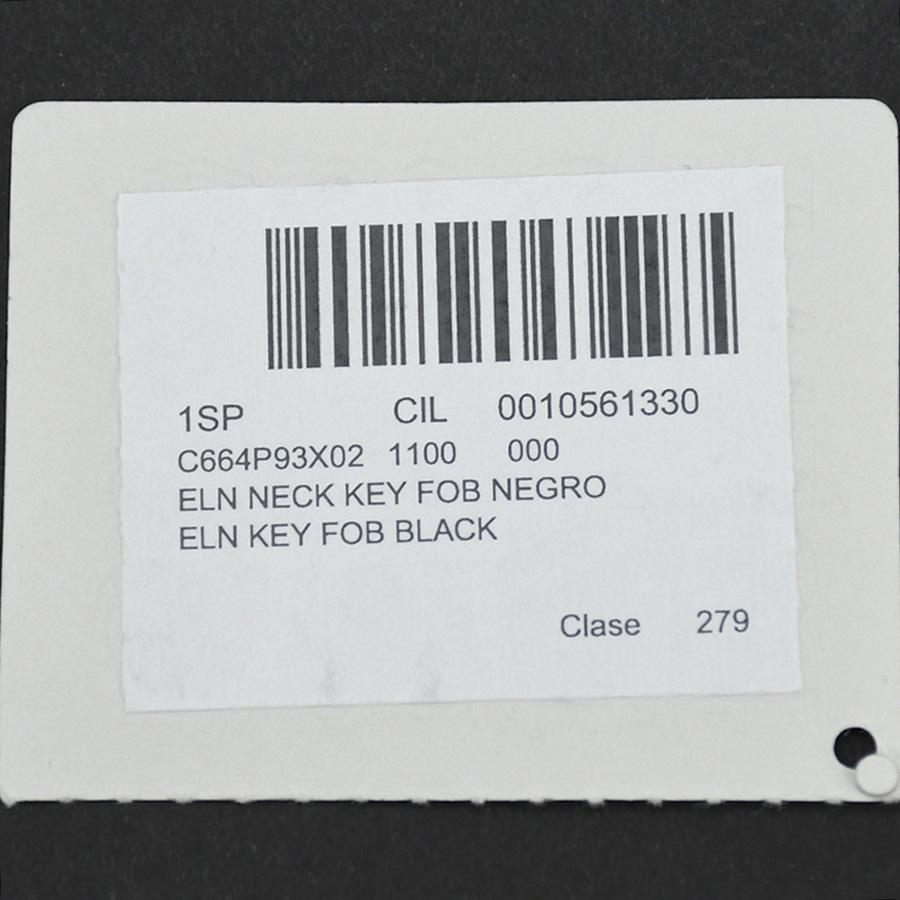 1SP CIL 0010561330
C664P93X02 1100 000
ELN NECK KEY FOB NEGRO
ELN KEY FOB BLACK
Clase 279